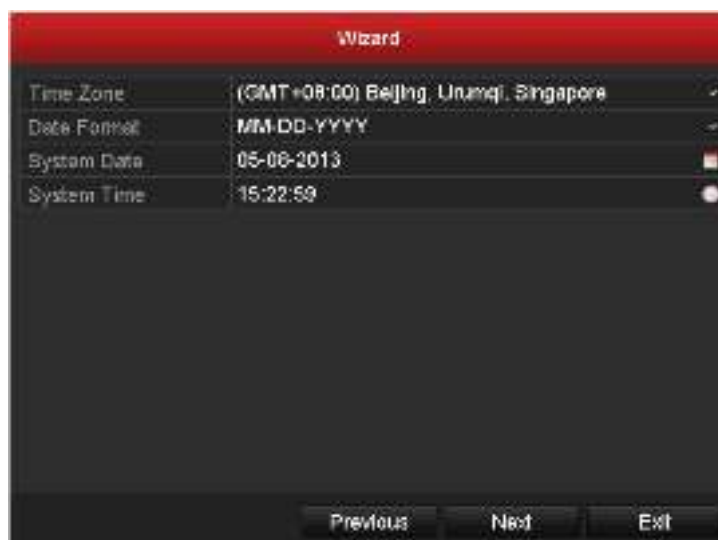 Wizard
Time Zone (GMT+08:00) Beijing, Urumqi, Singapore
Date Format MM-DD-YYYY
System Date 05-08-2013
System Time 15:22:59
Previous Next Exit